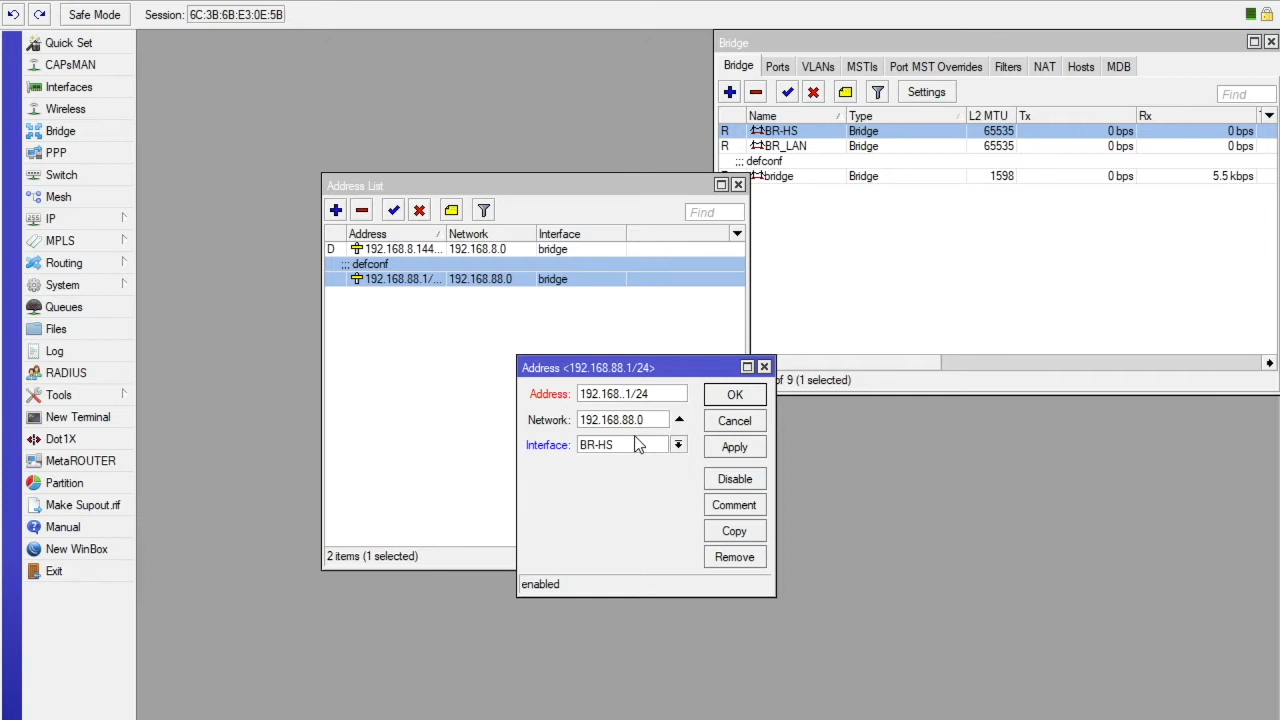 Safe Mode Session: 6C:3B:6B:E3:0E:5B
Quick Set
CAPsMAN
Interfaces
Wireless
Bridge
PPP
Switch
Mesh
IP
MPLS
Routing
System
Queues
Files
Log
RADIUS
Tools
New Terminal
Dot1X
MetaROUTER
Partition
Make Supout.rif
Manual
New WinBox
Exit
Bridge
Bridge Ports VLANs MSTIs Port MST Overrides Filters NAT Hosts MDB
Settings Find
Name Type L2 MTU Tx Rx
R BR-HS Bridge 65535 0 bps 0 bps
R BR_LAN Bridge 65535 0 bps 0 bps
;;; defconf
bridge Bridge 1598 0 bps 5.5 kbps
of 9 (1 selected)
Address List
Find
Address Network Interface
D 192.168.8.144... 192.168.8.0 bridge
;;; defconf
192.168.88.1/... 192.168.88.0 bridge
2 items (1 selected)
Address <192.168.88.1/24>
Address: 192.168..1/24 OK
Network: 192.168.88.0 Cancel
Interface: BR-HS Apply
Disable
Comment
Copy
Remove
enabled